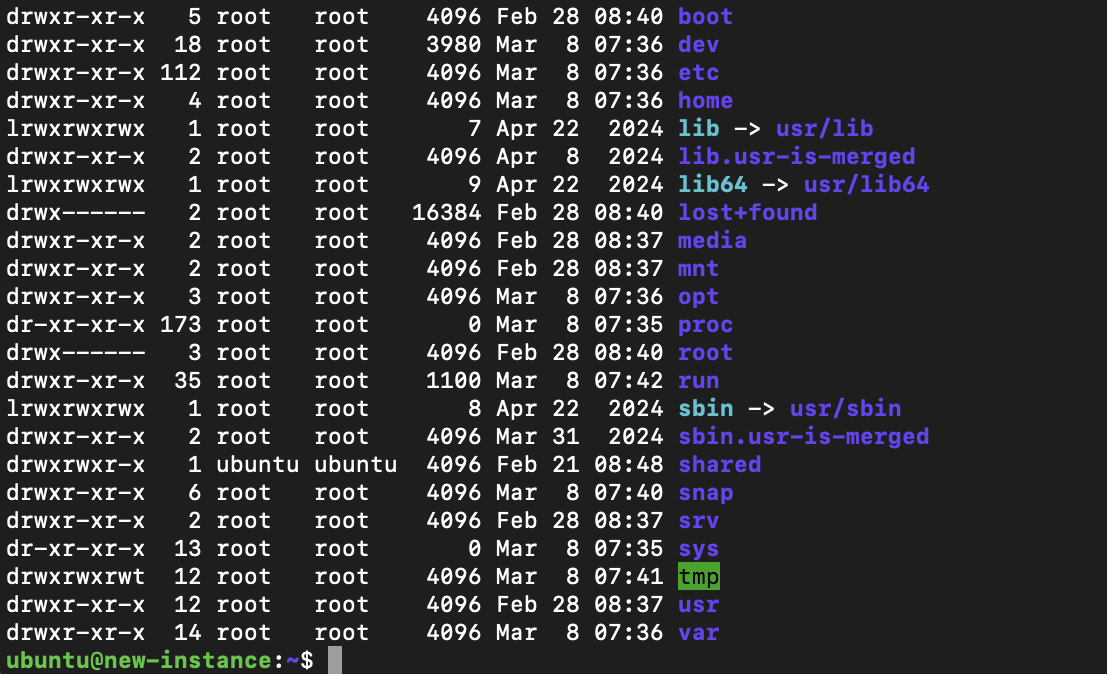 drwxr-xr-x   5 root   root    4096 Feb 28 08:40 boot
drwxr-xr-x  18 root   root    3980 Mar  8 07:36 dev
drwxr-xr-x 112 root   root    4096 Mar  8 07:36 etc
drwxr-xr-x   4 root   root    4096 Mar  8 07:36 home
lrwxrwxrwx   1 root   root       7 Apr 22  2024 lib -> usr/lib
drwxr-xr-x   2 root   root    4096 Apr  8  2024 lib.usr-is-merged
lrwxrwxrwx   1 root   root       9 Apr 22  2024 lib64 -> usr/lib64
drwx------   2 root   root   16384 Feb 28 08:40 lost+found
drwxr-xr-x   2 root   root    4096 Feb 28 08:37 media
drwxr-xr-x   2 root   root    4096 Feb 28 08:37 mnt
drwxr-xr-x   3 root   root    4096 Mar  8 07:36 opt
dr-xr-xr-x 173 root   root       0 Mar  8 07:35 proc
drwx------   3 root   root    4096 Feb 28 08:40 root
drwxr-xr-x  35 root   root    1100 Mar  8 07:42 run
lrwxrwxrwx   1 root   root       8 Apr 22  2024 sbin -> usr/sbin
drwxr-xr-x   2 root   root    4096 Mar 31  2024 sbin.usr-is-merged
drwxrwxr-x   1 ubuntu ubuntu  4096 Feb 21 08:48 shared
drwxr-xr-x   6 root   root    4096 Mar  8 07:40 snap
drwxr-xr-x   2 root   root    4096 Feb 28 08:37 srv
dr-xr-xr-x  13 root   root       0 Mar  8 07:35 sys
drwxrwxrwt  12 root   root    4096 Mar  8 07:41 tmp
drwxr-xr-x  12 root   root    4096 Feb 28 08:37 usr
drwxr-xr-x  14 root   root    4096 Mar  8 07:36 var
ubuntu@new-instance:~$